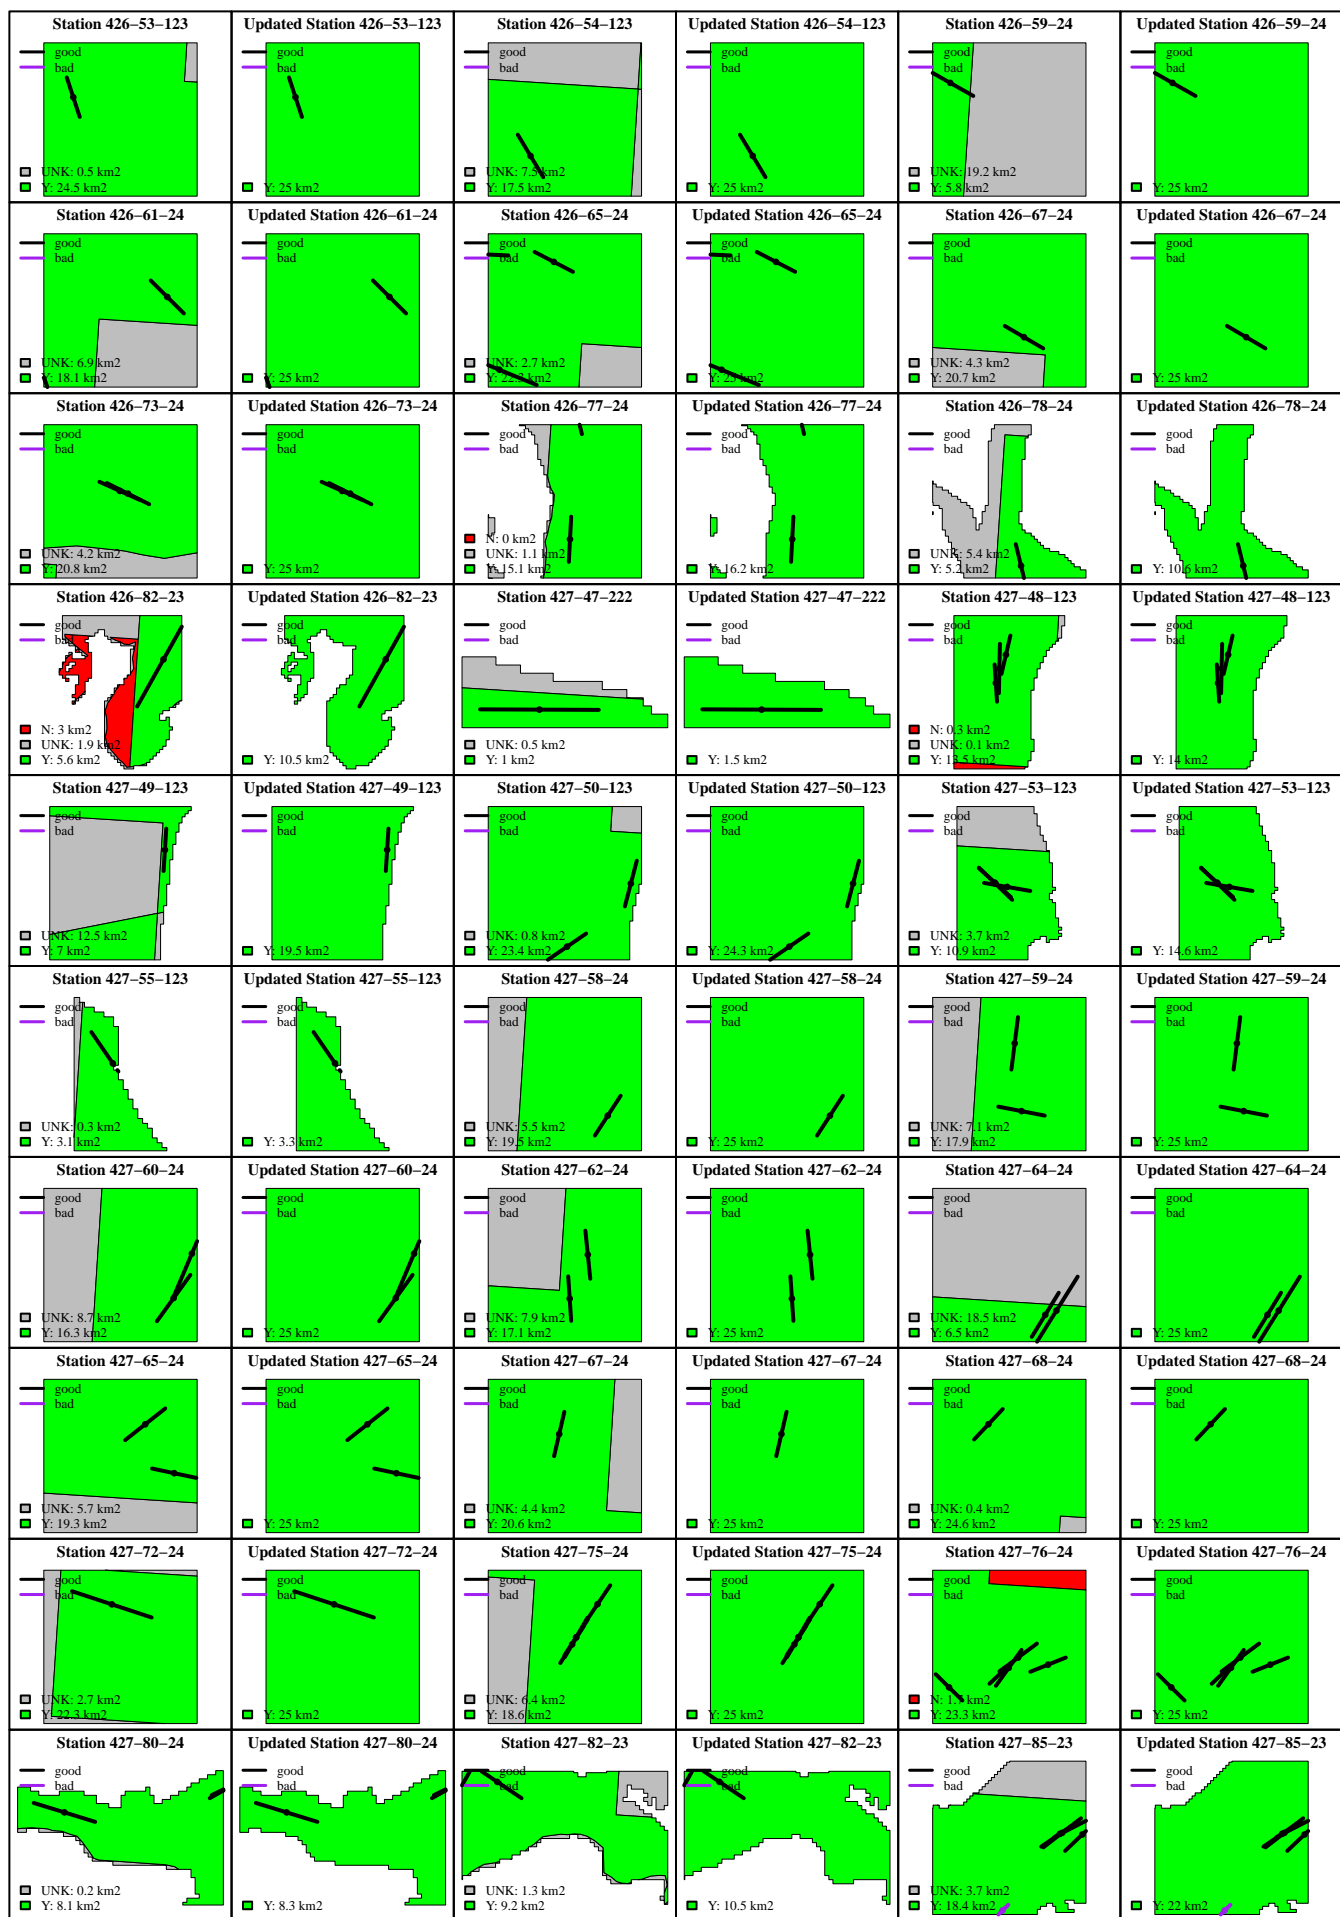 Station 426−53−123
good
bad
UNK: 0.5 km2
Y: 24.5 km2
Updated Station 426−53−123
good
bad
Y: 25 km2
Station 426−54−123
good
bad
UNK: 7.5 km2
Y: 17.5 km2
Updated Station 426−54−123
good
bad
Y: 25 km2
Station 426−59−24
good
bad
UNK: 19.2 km2
Y: 5.8 km2
Updated Station 426−59−24
good
bad
Y: 25 km2
Station 426−61−24
good
bad
UNK: 6.9 km2
Y: 18.1 km2
Updated Station 426−61−24
good
bad
Y: 25 km2
Station 426−65−24
good
bad
UNK: 2.7 km2
Y: 22.3 km2
Updated Station 426−65−24
good
bad
Y: 25 km2
Station 426−67−24
good
bad
UNK: 4.3 km2
Y: 20.7 km2
Updated Station 426−67−24
good
bad
Y: 25 km2
Station 426−73−24
good
bad
UNK: 4.2 km2
Y: 20.8 km2
Updated Station 426−73−24
good
bad
Y: 25 km2
Station 426−77−24
good
bad
N: 0 km2
UNK: 1.1 km2
Y: 15.1 km2
Updated Station 426−77−24
good
bad
Y: 16.2 km2
Station 426−78−24
good
bad
UNK: 5.4 km2
Y: 5.2 km2
Updated Station 426−78−24
good
bad
Y: 10.6 km2
Station 426−82−23
good
bad
N: 3 km2
UNK: 1.9 km2
Y: 5.6 km2
Updated Station 426−82−23
good
bad
Y: 10.5 km2
Station 427−47−222
good
bad
UNK: 0.5 km2
Y: 1 km2
Updated Station 427−47−222
good
bad
Y: 1.5 km2
Station 427−48−123
good
bad
N: 0.3 km2
UNK: 0.1 km2
Y: 13.5 km2
Updated Station 427−48−123
good
bad
Y: 14 km2
Station 427−49−123
good
bad
UNK: 12.5 km2
Y: 7 km2
Updated Station 427−49−123
good
bad
Y: 19.5 km2
Station 427−50−123
good
bad
UNK: 0.8 km2
Y: 23.4 km2
Updated Station 427−50−123
good
bad
Y: 24.3 km2
Station 427−53−123
good
bad
UNK: 3.7 km2
Y: 10.9 km2
Updated Station 427−53−123
good
bad
Y: 14.6 km2
Station 427−55−123
good
bad
UNK: 0.3 km2
Y: 3.1 km2
Updated Station 427−55−123
good
bad
Y: 3.3 km2
Station 427−58−24
good
bad
UNK: 5.5 km2
Y: 19.5 km2
Updated Station 427−58−24
good
bad
Y: 25 km2
Station 427−59−24
good
bad
UNK: 7.1 km2
Y: 17.9 km2
Updated Station 427−59−24
good
bad
Y: 25 km2
Station 427−60−24
good
bad
UNK: 8.7 km2
Y: 16.3 km2
Updated Station 427−60−24
good
bad
Y: 25 km2
Station 427−62−24
good
bad
UNK: 7.9 km2
Y: 17.1 km2
Updated Station 427−62−24
good
bad
Y: 25 km2
Station 427−64−24
good
bad
UNK: 18.5 km2
Y: 6.5 km2
Updated Station 427−64−24
good
bad
Y: 25 km2
Station 427−65−24
good
bad
UNK: 5.7 km2
Y: 19.3 km2
Updated Station 427−65−24
good
bad
Y: 25 km2
Station 427−67−24
good
bad
UNK: 4.4 km2
Y: 20.6 km2
Updated Station 427−67−24
good
bad
Y: 25 km2
Station 427−68−24
good
bad
UNK: 0.4 km2
Y: 24.6 km2
Updated Station 427−68−24
good
bad
Y: 25 km2
Station 427−72−24
good
bad
UNK: 2.7 km2
Y: 22.3 km2
Updated Station 427−72−24
good
bad
Y: 25 km2
Station 427−75−24
good
bad
UNK: 6.4 km2
Y: 18.6 km2
Updated Station 427−75−24
good
bad
Y: 25 km2
Station 427−76−24
good
bad
N: 1.7 km2
Y: 23.3 km2
Updated Station 427−76−24
good
bad
Y: 25 km2
Station 427−80−24
good
bad
UNK: 0.2 km2
Y: 8.1 km2
Updated Station 427−80−24
good
bad
Y: 8.3 km2
Station 427−82−23
good
bad
UNK: 1.3 km2
Y: 9.2 km2
Updated Station 427−82−23
good
bad
Y: 10.5 km2
Station 427−85−23
good
bad
UNK: 3.7 km2
Y: 18.4 km2
Updated Station 427−85−23
good
bad
Y: 22 km2